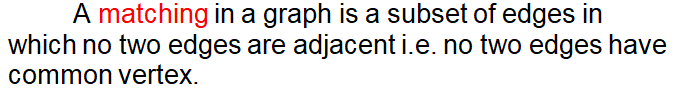 A matching in a graph is a subset of edges in
which no two edges are adjacent i.e. no two edges have
common vertex.